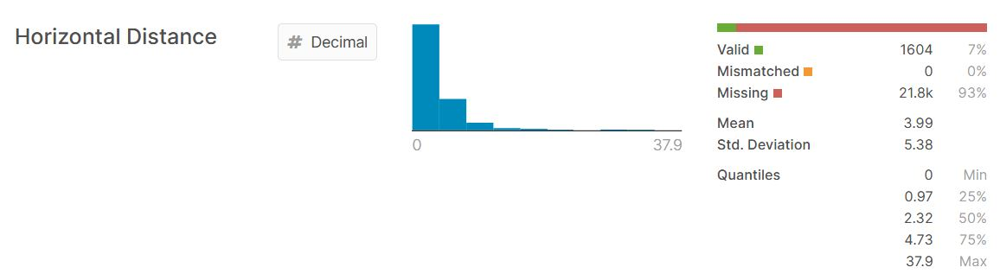 Horizontal Distance
# Decimal
0 37.9
Valid 1604 7%
Mismatched 0 0%
Missing 21.8k 93%
Mean 3.99
Std. Deviation 5.38
Quantiles 0 Min
0.97 25%
2.32 50%
4.73 75%
37.9 Max